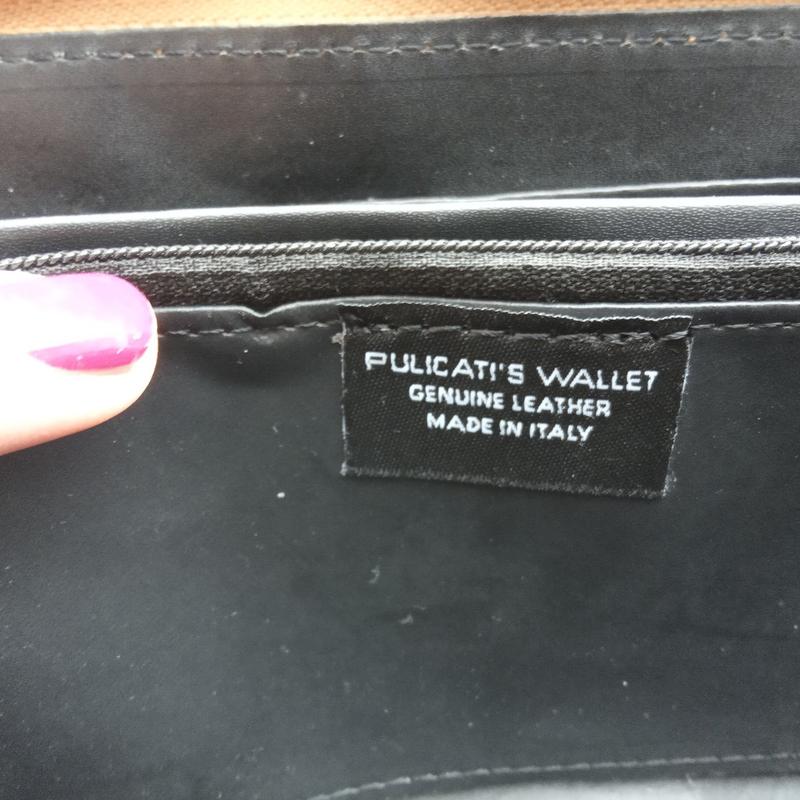 PULICATI'S WALLET
GENUINE LEATHER
MADE IN ITALY